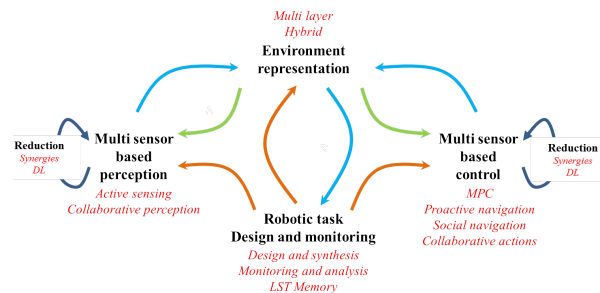 Multi layer
Hybrid
Environment
representation
Reduction
Synergies
DL
Multi sensor
based
perception
Active sensing
Collaborative perception
Multi sensor
based
control
MPC
Proactive navigation
Social navigation
Collaborative actions
Reduction
Synergies
DL
Robotic task
Design and monitoring
Design and synthesis
Monitoring and analysis
LST Memory